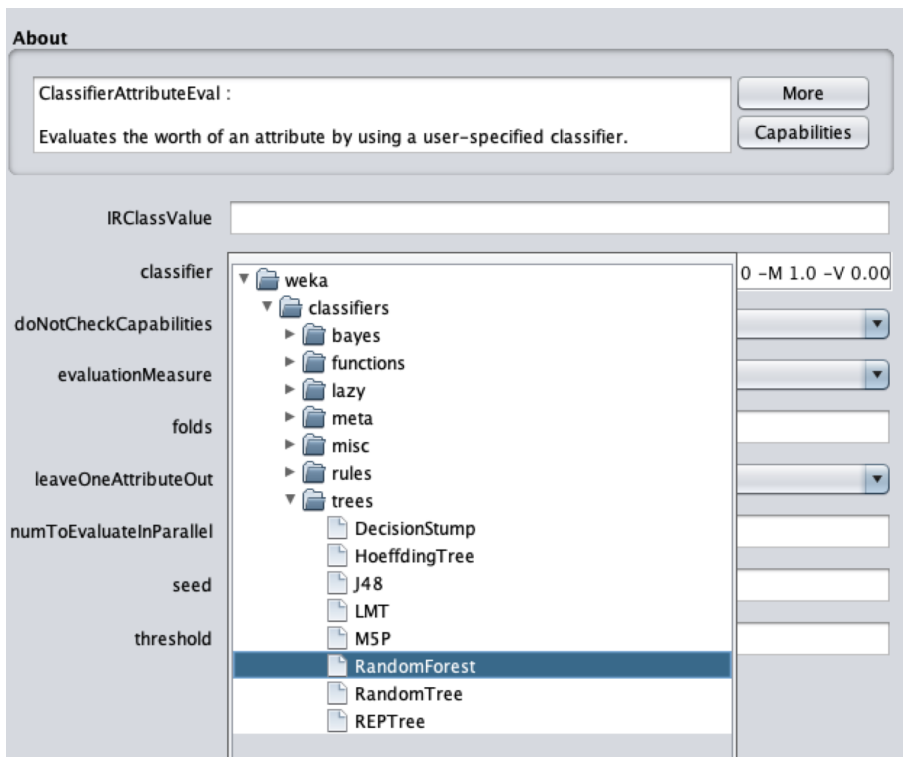 About
ClassifierAttributeEval :
More
Evaluates the worth of an attribute by using a user-specified classifier.
Capabilities
IRClassValue
classifier
0 -M 1.0 -V 0.00
weka
classifiers
doNotCheckCapabilities
bayes
functions
evaluationMeasure
lazy
meta
folds
misc
rules
leaveOneAttributeOut
trees
DecisionStump
numToEvaluateInParallel
HoeffdingTree
J48
seed
LMT
M5P
threshold
RandomForest
RandomTree
REPTree